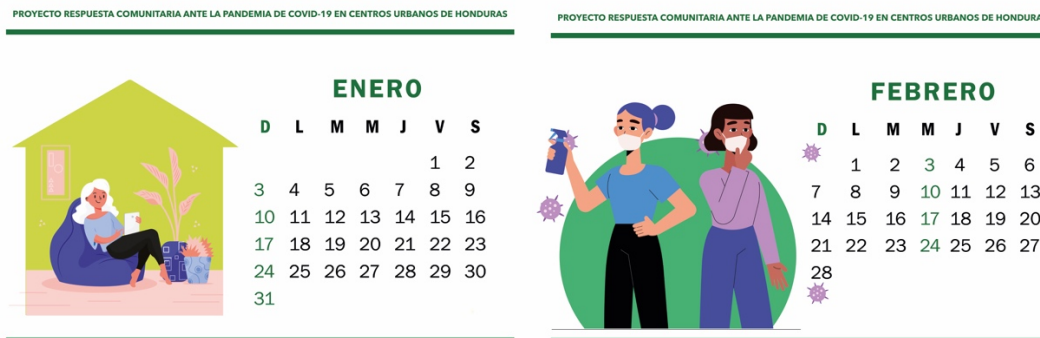 PROYECTO RESPUESTA COMUNITARIA ANTE LA PANDEMIA DE COVID-19 EN CENTROS URBANOS DE HONDURAS
ENERO
D L M M J V S
1 2
3 4 5 6 7 8 9
10 11 12 13 14 15 16
17 18 19 20 21 22 23
24 25 26 27 28 29 30
31
PROYECTO RESPUESTA COMUNITARIA ANTE LA PANDEMIA DE COVID-19 EN CENTROS URBANOS DE HONDURA
FEBRERO
D L M M J V S
1 2 3 4 5 6
7 8 9 10 11 12 13
14 15 16 17 18 19 20
21 22 23 24 25 26 27
28